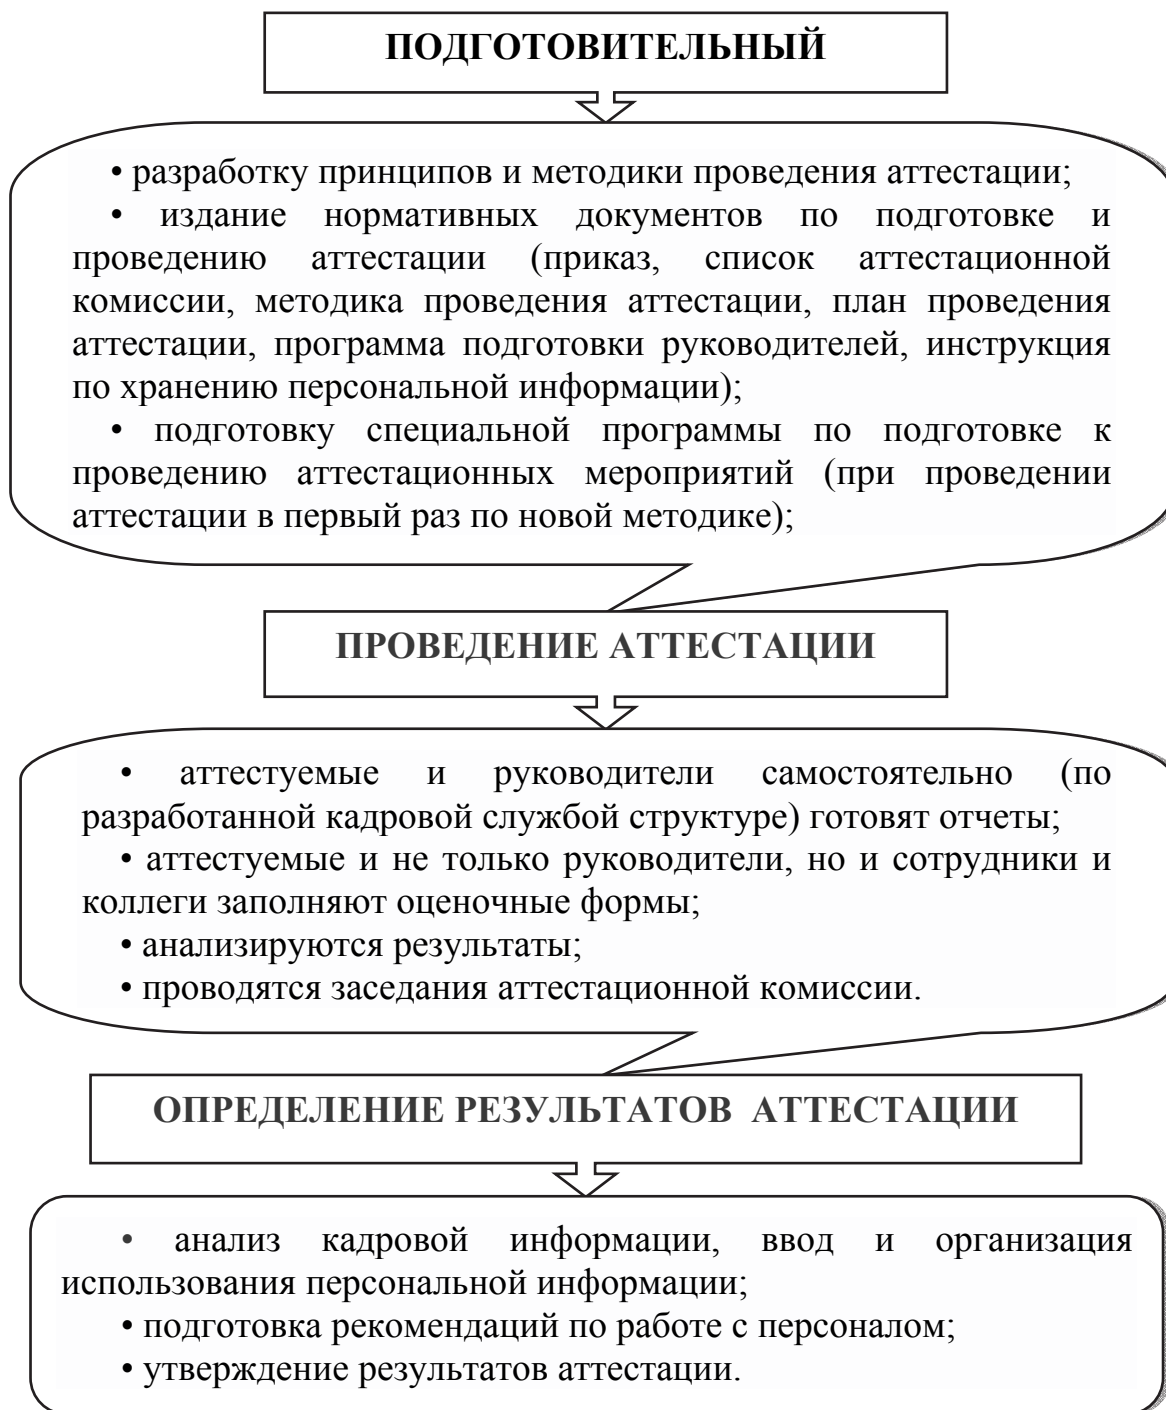 ПОДГОТОВИТЕЛЬНЫЙ
• разработку принципов и методики проведения аттестации;
• издание нормативных документов по подготовке и
проведению аттестации (приказ, список аттестационной
комиссии, методика проведения аттестации, план проведения
аттестации, программа подготовки руководителей, инструкция
по хранению персональной информации);
• подготовку специальной программы по подготовке к
проведению аттестационных мероприятий (при проведении
аттестации в первый раз по новой методике);
ПРОВЕДЕНИЕ АТТЕСТАЦИИ
• аттестуемые и руководители самостоятельно (по
разработанной кадровой службой структуре) готовят отчеты;
• аттестуемые и не только руководители, но и сотрудники и
коллеги заполняют оценочные формы;
• анализируются результаты;
• проводятся заседания аттестационной комиссии.
ОПРЕДЕЛЕНИЕ РЕЗУЛЬТАТОВ АТТЕСТАЦИИ
• анализ кадровой информации, ввод и организация
использования персональной информации;
• подготовка рекомендаций по работе с персоналом;
• утверждение результатов аттестации.